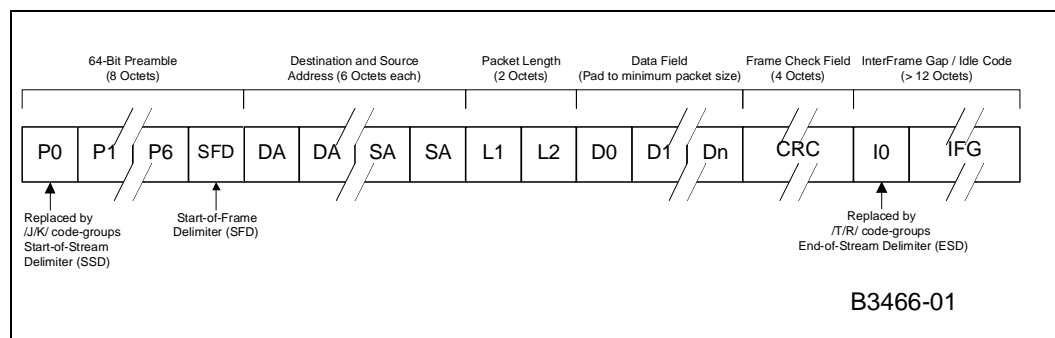 64-Bit Preamble
(8 Octets)
Destination and Source
Address (6 Octets each)
Packet Length
(2 Octets)
Data Field
(Pad to minimum packet size)
Frame Check Field
(4 Octets)
InterFrame Gap / Idle Code
(> 12 Octets)
P0 P1 P6 SFD DA DA SA SA L1 L2 D0 D1 Dn CRC I0 IFG
Replaced by
/J/K/ code-groups
Start-of-Stream
Delimiter (SSD)
Start-of-Frame
Delimiter (SFD)
Replaced by
/T/R/ code-groups
End-of-Stream Delimiter (ESD)
B3466-01